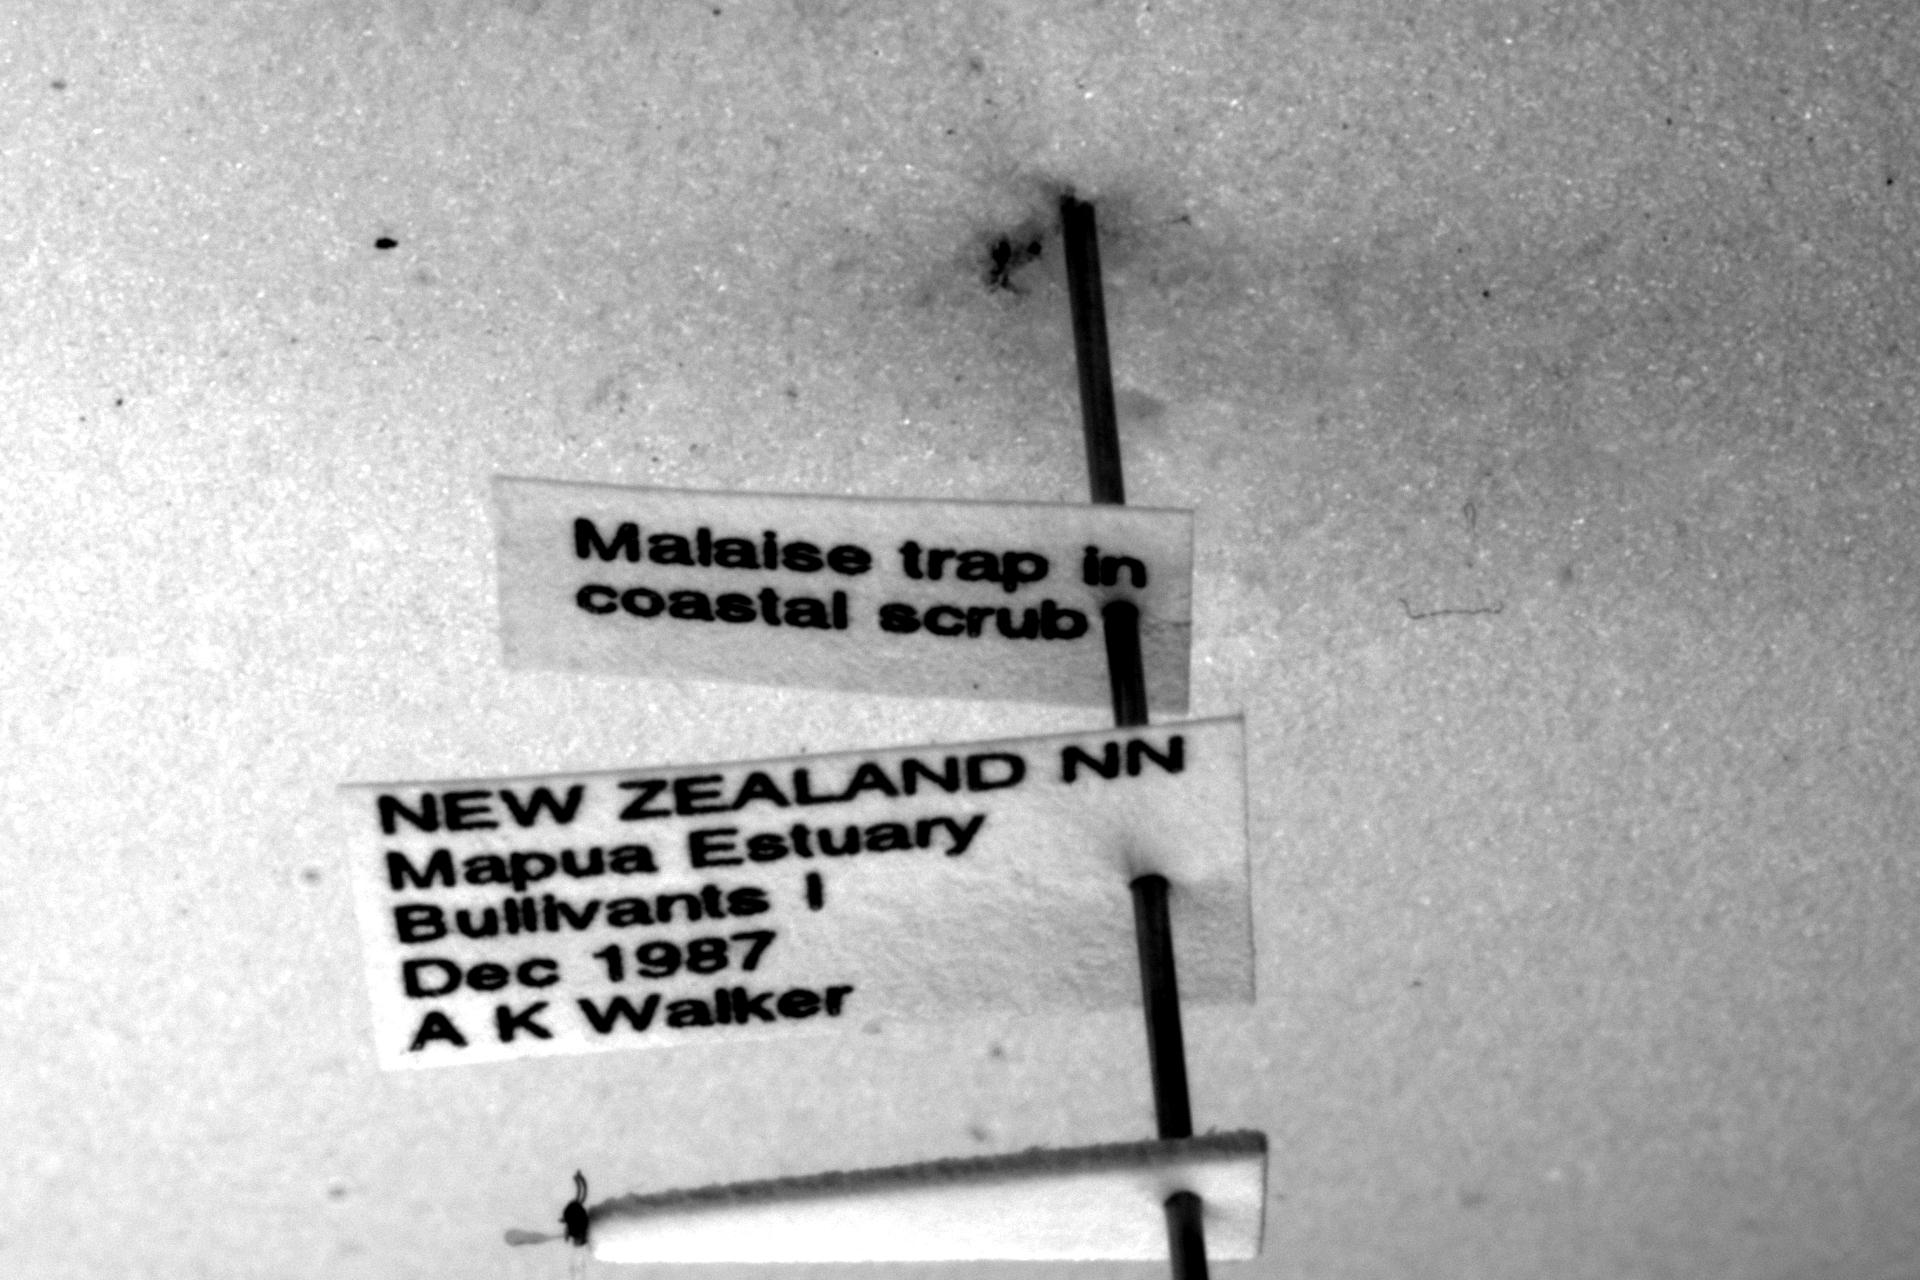 Malaise trap in
coastal scrub
NEW ZEALAND NN
Mapua Estuary
Bullivants I
Dec 1987
A K Walker